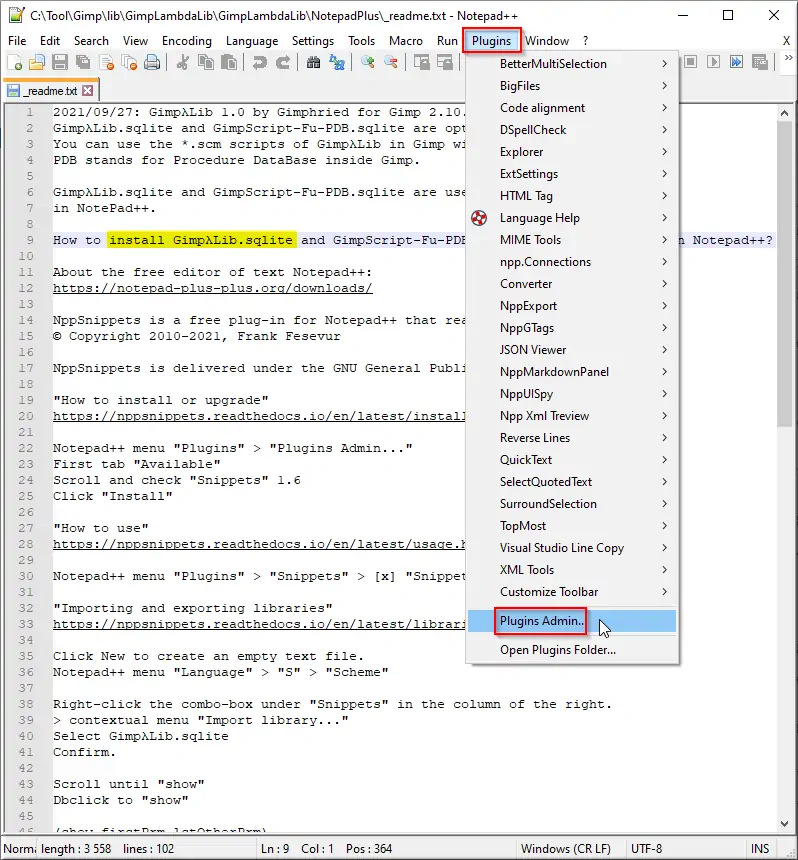 C:\Tool\Gimp\lib\GimpLambdaLib\GimpLambdaLib\NotepadPlus\_readme.txt - Notepad++
File Edit Search View Encoding Language Settings Tools Macro Run Plugins Window ? X
_readme.txt
1 2021/09/27: GimpλLib 1.0 by Gimphried for Gimp 2.10.
2 GimpλLib.sqlite and GimpScript-Fu-PDB.sqlite are opt
3 You can use the *.scm scripts of GimpλLib in Gimp wi
4 PDB stands for Procedure DataBase inside Gimp.
5
6 GimpλLib.sqlite and GimpScript-Fu-PDB.sqlite are use
7 in NotePad++.
8
9 How to install GimpλLib.sqlite and GimpScript-Fu-PDB n Notepad++?
10
11 About the free editor of text Notepad++:
12 https://notepad-plus-plus.org/downloads/
13
14 NppSnippets is a free plug-in for Notepad++ that rea
15 © Copyright 2010-2021, Frank Fesevur
16
17 NppSnippets is delivered under the GNU General Publi
18
19 "How to install or upgrade"
20 https://nppsnippets.readthedocs.io/en/latest/install
21
22 Notepad++ menu "Plugins" > "Plugins Admin..."
23 First tab "Available"
24 Scroll and check "Snippets" 1.6
25 Click "Install"
26
27 "How to use"
28 https://nppsnippets.readthedocs.io/en/latest/usage.h
29
30 Notepad++ menu "Plugins" > "Snippets" > [x] "Snippet
31
32 "Importing and exporting libraries"
33 https://nppsnippets.readthedocs.io/en/latest/librari
34
35 Click New to create an empty text file.
36 Notepad++ menu "Language" > "S" > "Scheme"
37
38 Right-click the combo-box under "Snippets" in the column of the right.
39 > contextual menu "Import library..."
40 Select GimpλLib.sqlite
41 Confirm.
42
43 Scroll until "show"
44 Dbclick to "show"
45
46 (show firstPrm lstOtherPrm)
BetterMultiSelection
BigFiles
Code alignment
DSpellCheck
Explorer
ExtSettings
HTML Tag
Language Help
MIME Tools
npp.Connections
Converter
NppExport
NppGTags
JSON Viewer
NppMarkdownPanel
NppUISpy
Npp Xml Treview
Reverse Lines
QuickText
SelectQuotedText
SurroundSelection
TopMost
Visual Studio Line Copy
XML Tools
Customize Toolbar
Plugins Admin..
Open Plugins Folder...
Norma length : 3 558 lines : 102 Ln : 9 Col : 1 Pos : 364 Windows (CR LF) UTF-8 INS